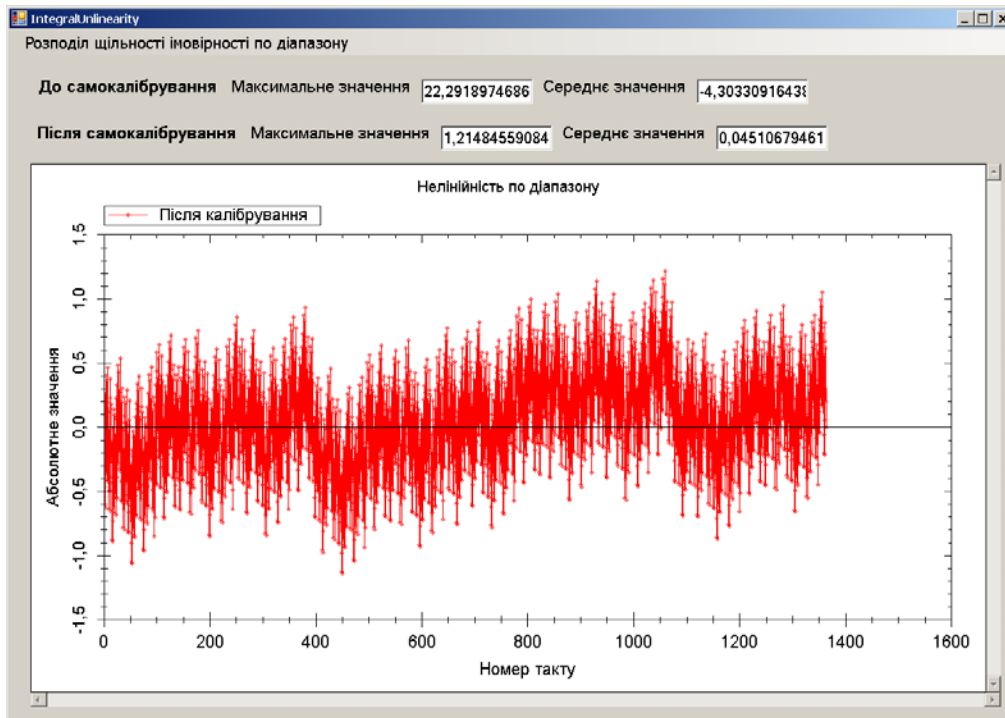 IntegralUnlinearity
Розподіл щільності імовірності по діапазону
До самокалібрування Максимальне значення 22,2918974686 Середнє значення -4,30330916438
Після самокалібрування Максимальне значення 1,21484559084 Середнє значення 0,04510679461
Нелінійність по діапазону
Після калібрування
Абсолютне значення
1,5
1,0
0,5
0,0
-0,5
-1,0
-1,5
0 200 400 600 800 1000 1200 1400 1600
Номер такту